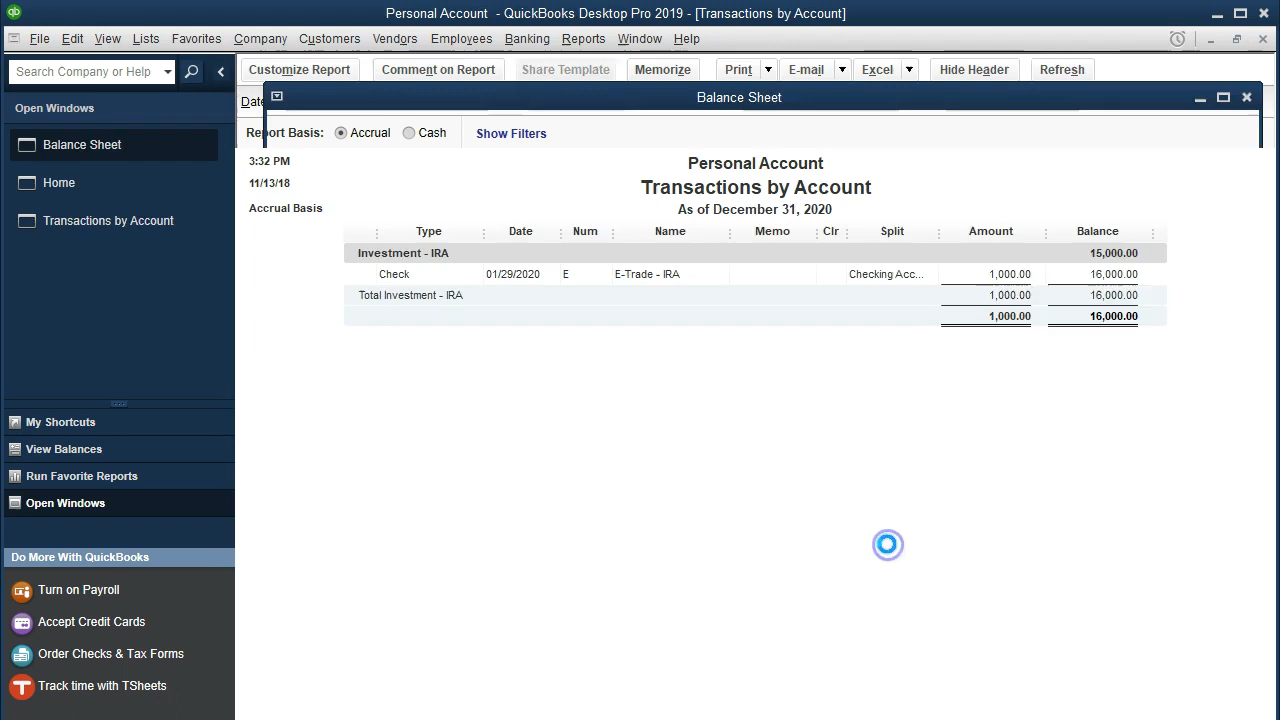 Personal Account - QuickBooks Desktop Pro 2019 - [Transactions by Account]
File Edit View Lists Favorites Company Customers Vendors Employees Banking Reports Window Help
Search Company or Help
Customize Report Comment on Report Share Template Memorize Print E-mail Excel Hide Header Refresh
Open Windows
Balance Sheet
Report Basis: Accrual Cash Show Filters
Balance Sheet
Home
Transactions by Account
3:32 PM
11/13/18
Accrual Basis
Personal Account
Transactions by Account
As of December 31, 2020
Type Date Num Name Memo Clr Split Amount Balance
Investment - IRA 15,000.00
Check 01/29/2020 E E-Trade - IRA Checking Acc... 1,000.00 16,000.00
Total Investment - IRA 1,000.00 16,000.00
1,000.00 16,000.00
My Shortcuts
View Balances
Run Favorite Reports
Open Windows
Do More With QuickBooks
Turn on Payroll
Accept Credit Cards
Order Checks & Tax Forms
Track time with TSheets